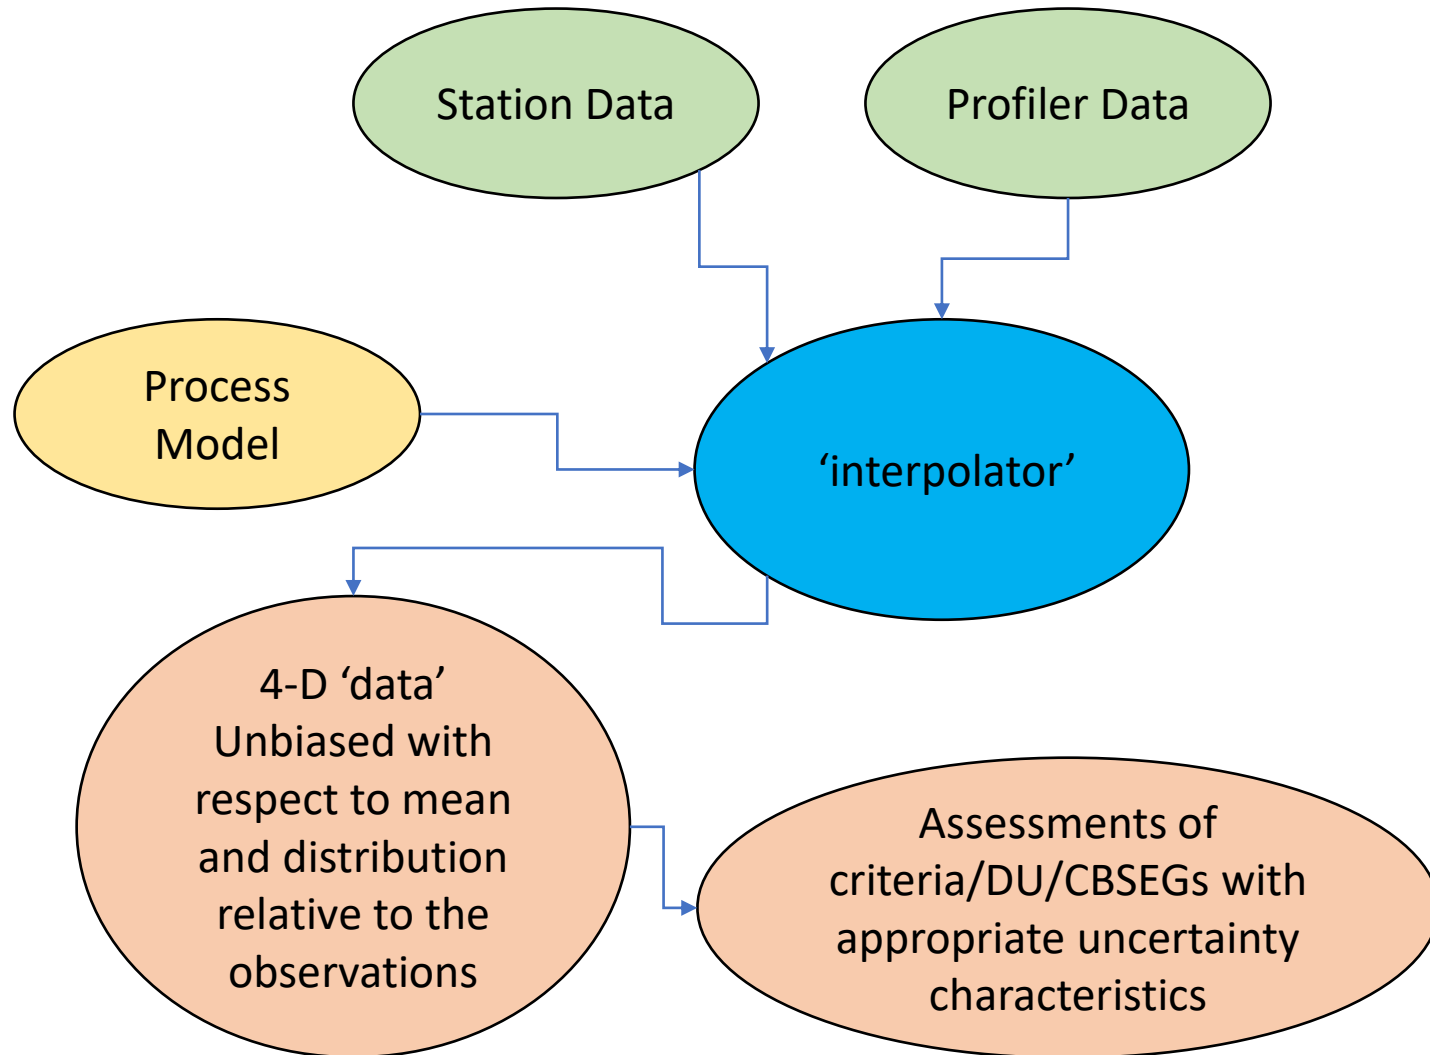 Station Data
Profiler Data
Process
Model
‘interpolator’
4-D ‘data’
Unbiased with
respect to mean
and distribution
relative to the
observations
Assessments of
criteria/DU/CBSEGs with
appropriate uncertainty
characteristics